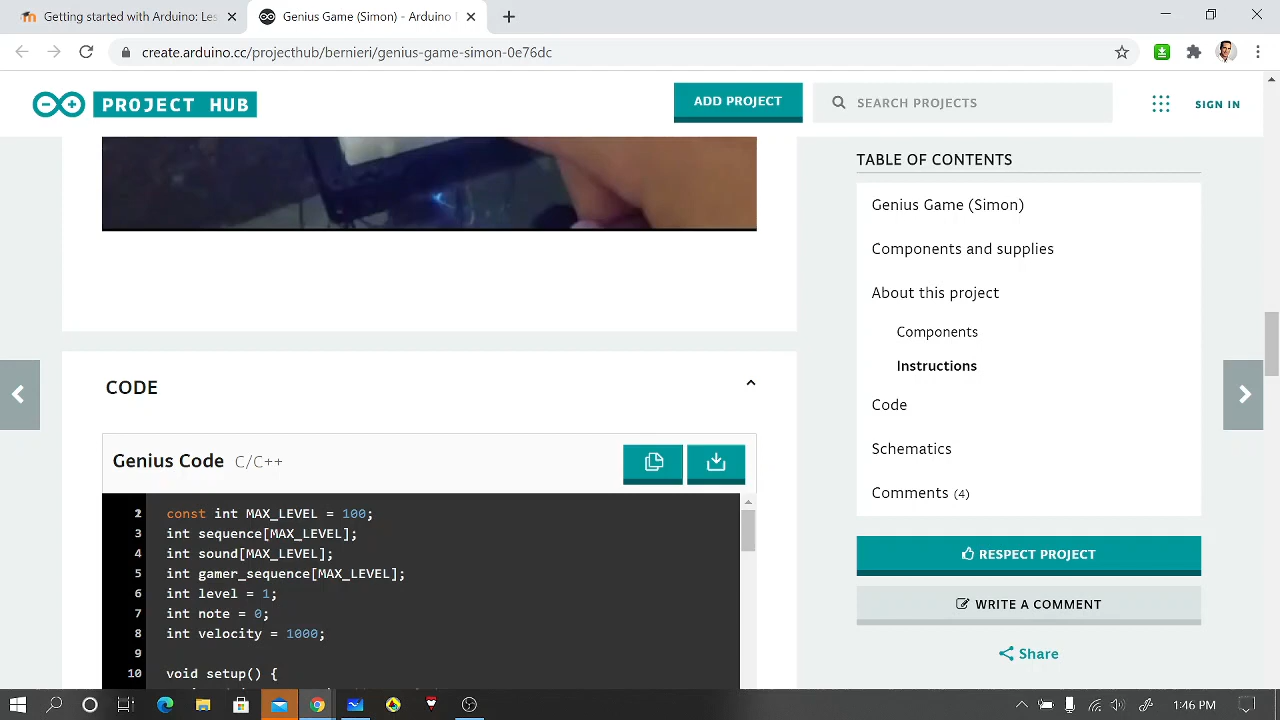 Getting started with Arduino: Les
Genius Game (Simon) - Arduino
create.arduino.cc/projecthub/bernieri/genius-game-simon-0e76dc
PROJECT HUB
ADD PROJECT
SEARCH PROJECTS
SIGN IN
TABLE OF CONTENTS
Genius Game (Simon)
Components and supplies
About this project
Components
Instructions
Code
Schematics
Comments (4)
RESPECT PROJECT
WRITE A COMMENT
Share
CODE
Genius Code C/C++
2 const int MAX_LEVEL = 100;
3 int sequence[MAX_LEVEL];
4 int sound[MAX_LEVEL];
5 int gamer_sequence[MAX_LEVEL];
6 int level = 1;
7 int note = 0;
8 int velocity = 1000;
9
10 void setup() {
1:46 PM